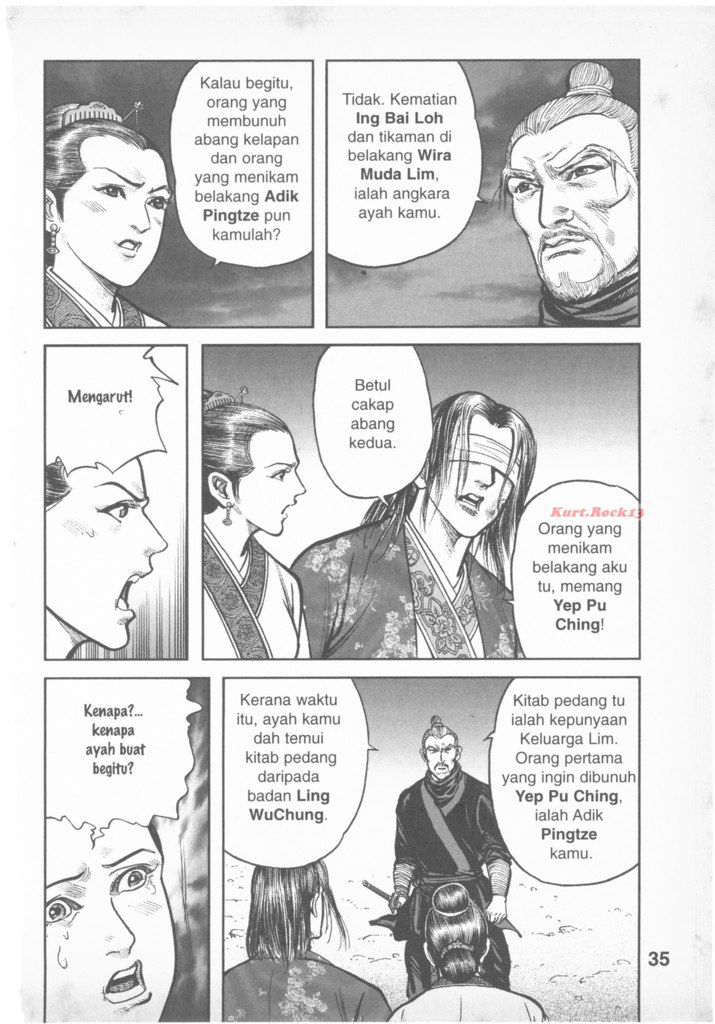 Kalau begitu,
orang yang
membunuh
abang kelapan
dan orang
yang menikam
belakang Adik
Pingtze pun
kamulah?
Tidak. Kematian
Ing Bai Loh
dan tikaman di
belakang Wira
Muda Lim,
ialah angkara
ayah kamu.
Mengarut!
Betul
cakap
abang
kedua.
Kurt.Rock13
Orang yang
menikam
belakang aku
tu, memang
Yep Pu
Ching!
Kenapa?...
kenapa
ayah buat
begitu?
Kerana waktu
itu, ayah kamu
dah temui
kitab pedang
daripada
badan Ling
WuChung.
Kitab pedang tu
ialah kepunyaan
Keluarga Lim.
Orang pertama
yang ingin dibunuh
Yep Pu Ching,
ialah Adik
Pingtze
kamu.
35